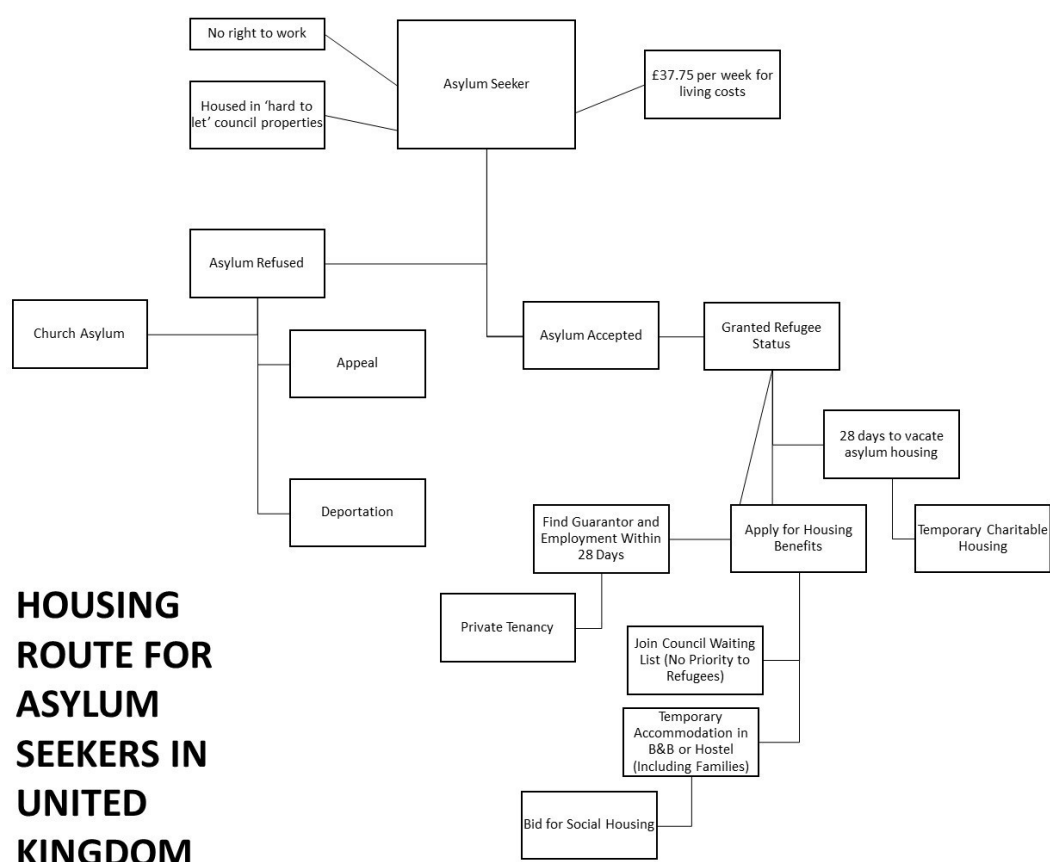 No right to work
Asylum Seeker
£37.75 per week for
living costs
Housed in ‘hard to
let’ council properties
Asylum Refused
Church Asylum
Appeal
Asylum Accepted
Granted Refugee
Status
28 days to vacate
asylum housing
Deportation
Find Guarantor and
Employment Within
28 Days
Apply for Housing
Benefits
Temporary Charitable
Housing
Private Tenancy
Join Council Waiting
List (No Priority to
Refugees)
Temporary
Accommodation in
B&B or Hostel
(Including Families)
Bid for Social Housing
HOUSING
ROUTE FOR
ASYLUM
SEEKERS IN
UNITED
KINGDOM